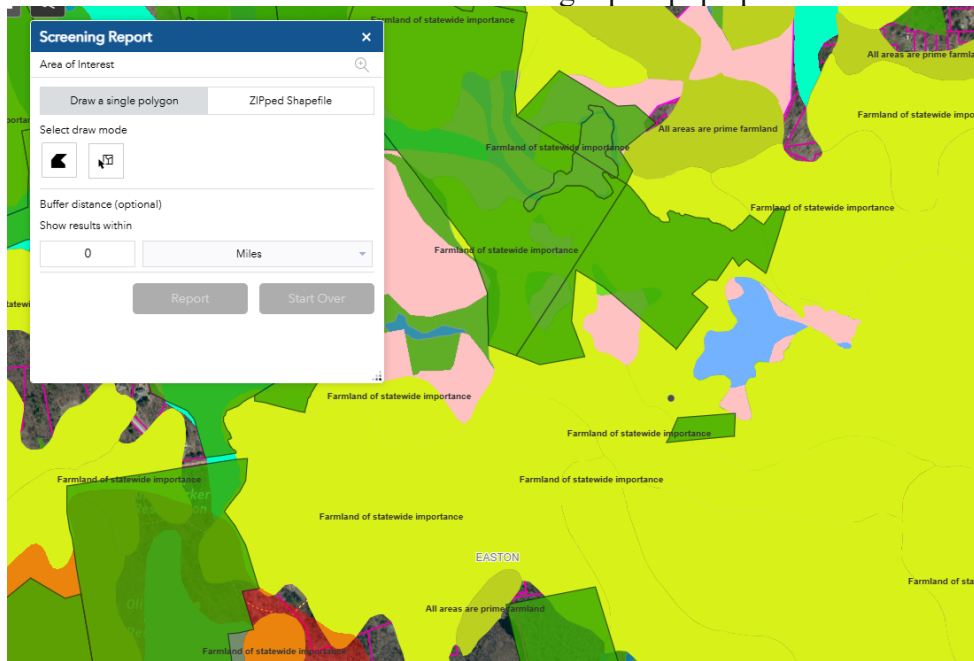 Farmland of statewide importance
Screening Report ×
Area of Interest
Draw a single polygon ZIPped Shapefile
Select draw mode
Buffer distance (optional)
Show results within
0 Miles
Report Start Over
All areas are prime farmla
Farmland of statewide impo
All areas are prime farmland
Farmland of statewide importance
Farmland of statewide importance
Farmland of statewide importance
Farmland of statewide importance
Farmland of statewide importance
Farmland of statewide importance
Farmland of statewide importance
Farmland of statewide importance
EASTON
Farmland of sta
All areas are prime farmland
Farmland of statewide importance